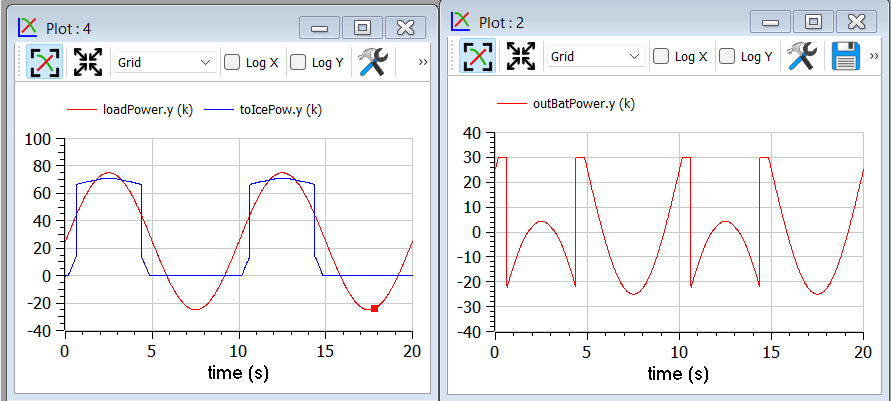 Plot : 4
Grid Log X Log Y »
loadPower.y (k) toIcePow.y (k)
100
80
60
40
20
0
-20
-40
0 5 10 15 20
time (s)
Plot : 2
Grid Log X Log Y »
outBatPower.y (k)
40
30
20
10
0
-10
-20
-30
-40
0 5 10 15 20
time (s)